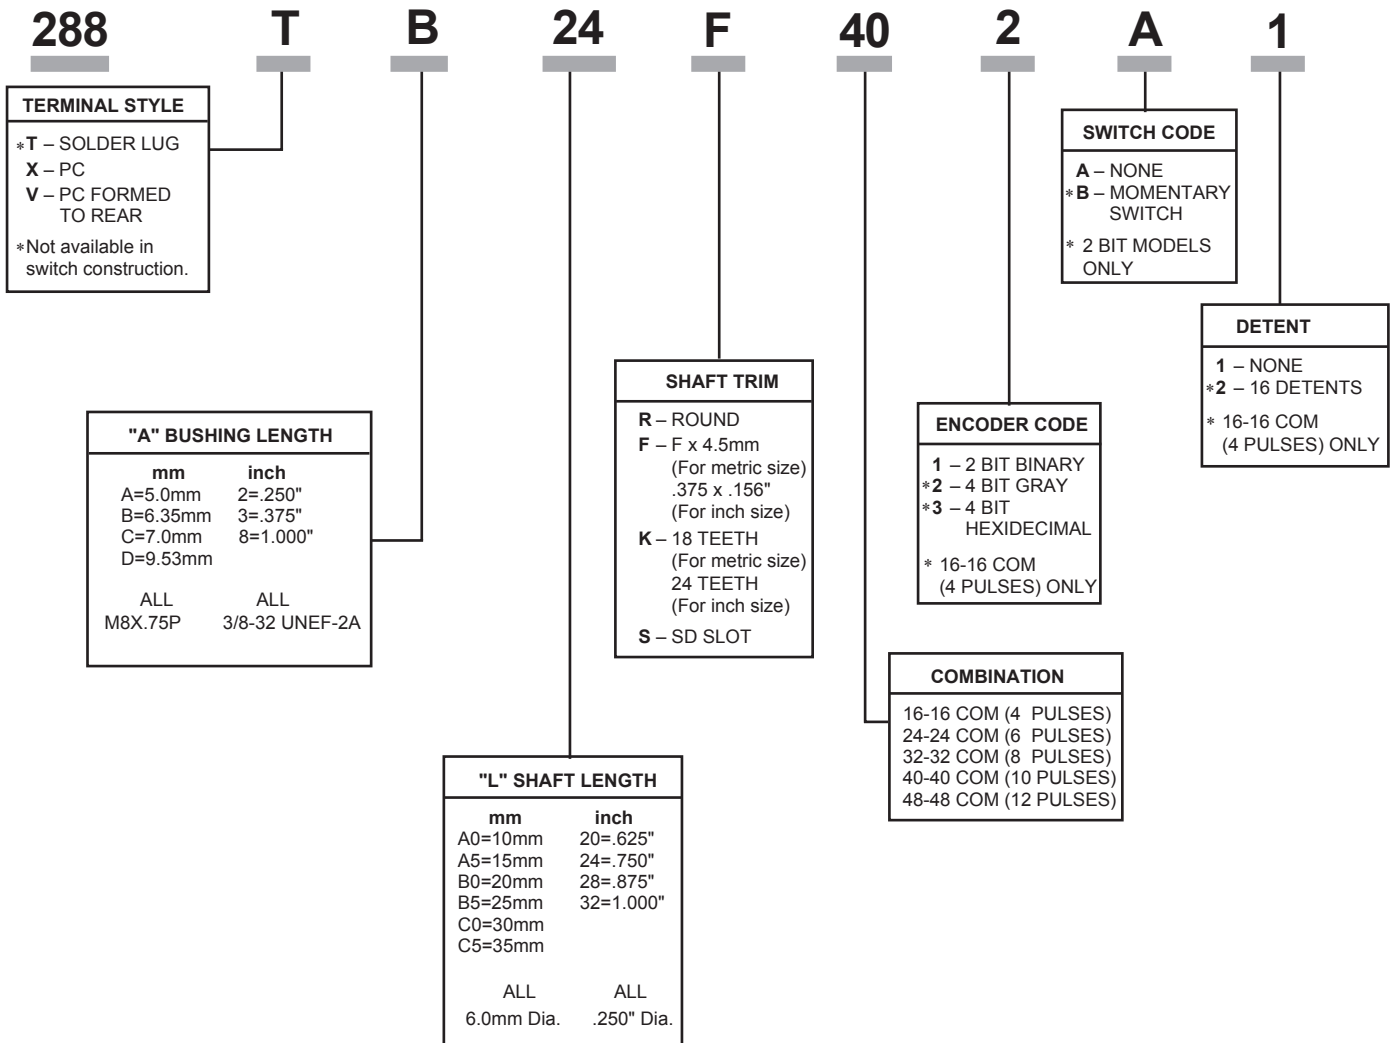 288 T B 24 F 40 2 A 1
TERMINAL STYLE
*T – SOLDER LUG
X – PC
V – PC FORMED
TO REAR
*Not available in
switch construction.
"A" BUSHING LENGTH
mm inch
A=5.0mm 2=.250"
B=6.35mm 3=.375"
C=7.0mm 8=1.000"
D=9.53mm
ALL ALL
M8X.75P 3/8-32 UNEF-2A
"L" SHAFT LENGTH
mm inch
A0=10mm 20=.625"
A5=15mm 24=.750"
B0=20mm 28=.875"
B5=25mm 32=1.000"
C0=30mm
C5=35mm
ALL ALL
6.0mm Dia. .250" Dia.
SHAFT TRIM
R – ROUND
F – F x 4.5mm
(For metric size)
.375 x .156"
(For inch size)
K – 18 TEETH
(For metric size)
24 TEETH
(For inch size)
S – SD SLOT
COMBINATION
16-16 COM (4 PULSES)
24-24 COM (6 PULSES)
32-32 COM (8 PULSES)
40-40 COM (10 PULSES)
48-48 COM (12 PULSES)
ENCODER CODE
1 – 2 BIT BINARY
*2 – 4 BIT GRAY
*3 – 4 BIT
HEXIDECIMAL
* 16-16 COM
(4 PULSES) ONLY
SWITCH CODE
A – NONE
*B – MOMENTARY
SWITCH
* 2 BIT MODELS
ONLY
DETENT
1 – NONE
*2 – 16 DETENTS
* 16-16 COM
(4 PULSES) ONLY